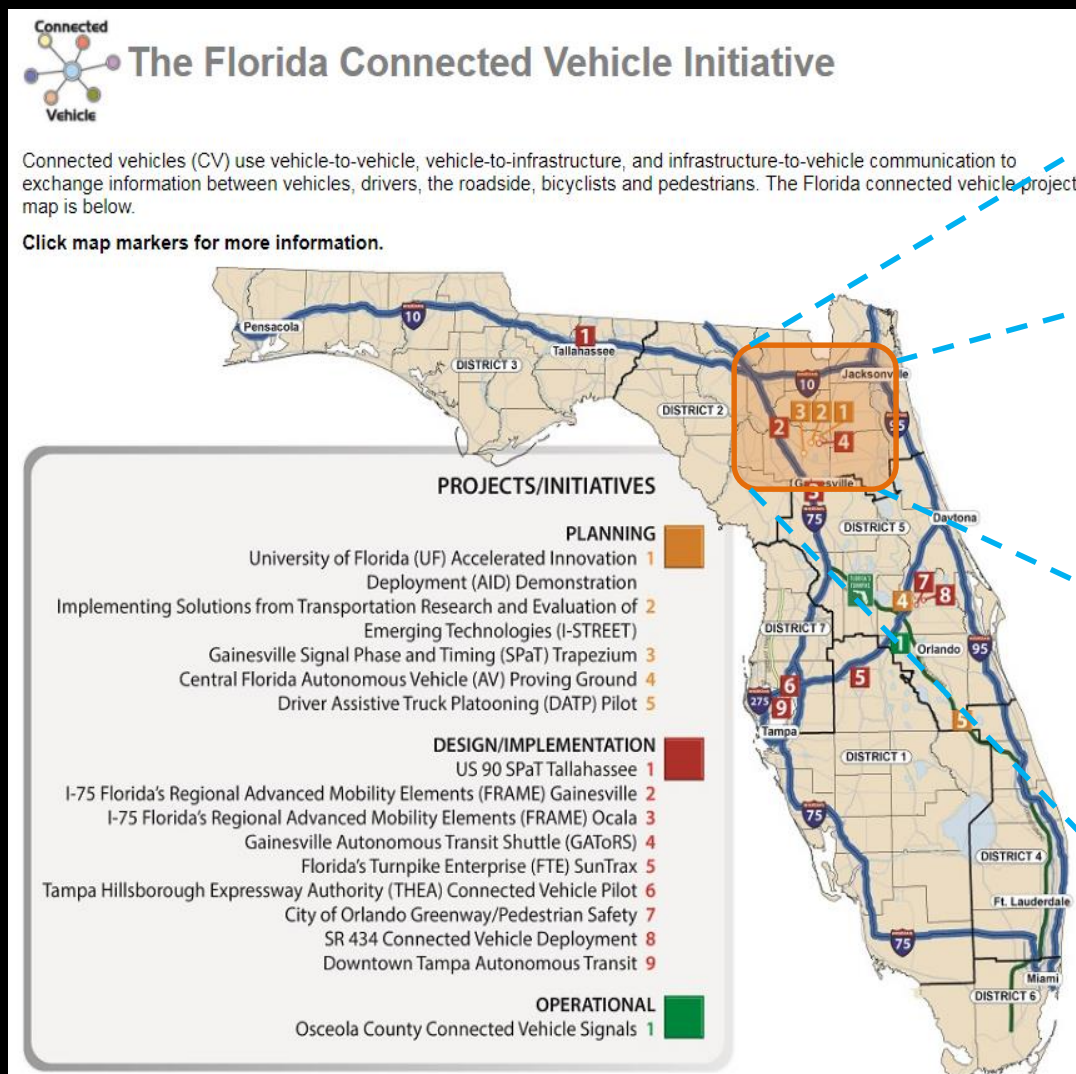 Connected
Vehicle
The Florida Connected Vehicle Initiative
Connected vehicles (CV) use vehicle-to-vehicle, vehicle-to-infrastructure, and infrastructure-to-vehicle communication to
exchange information between vehicles, drivers, the roadside, bicyclists and pedestrians. The Florida connected vehicle project
map is below.
Click map markers for more information.
Pensacola
10
1
Tallahassee
DISTRICT 3
DISTRICT 2
10
Jacksonville
3 2 1
2
4
95
Gainesville
3
75
DISTRICT 5
Daytona
7
4
8
DISTRICT 7
1
Orlando
95
6
5
275
9
Tampa
5
DISTRICT 1
75
DISTRICT 4
Ft. Lauderdale
75
Miami
DISTRICT 6
PROJECTS/INITIATIVES
PLANNING
University of Florida (UF) Accelerated Innovation 1
Deployment (AID) Demonstration
Implementing Solutions from Transportation Research and Evaluation of 2
Emerging Technologies (I-STREET)
Gainesville Signal Phase and Timing (SPaT) Trapezium 3
Central Florida Autonomous Vehicle (AV) Proving Ground 4
Driver Assistive Truck Platooning (DATP) Pilot 5
DESIGN/IMPLEMENTATION
US 90 SPaT Tallahassee 1
I-75 Florida's Regional Advanced Mobility Elements (FRAME) Gainesville 2
I-75 Florida's Regional Advanced Mobility Elements (FRAME) Ocala 3
Gainesville Autonomous Transit Shuttle (GAToRS) 4
Florida's Turnpike Enterprise (FTE) SunTrax 5
Tampa Hillsborough Expressway Authority (THEA) Connected Vehicle Pilot 6
City of Orlando Greenway/Pedestrian Safety 7
SR 434 Connected Vehicle Deployment 8
Downtown Tampa Autonomous Transit 9
OPERATIONAL
Osceola County Connected Vehicle Signals 1